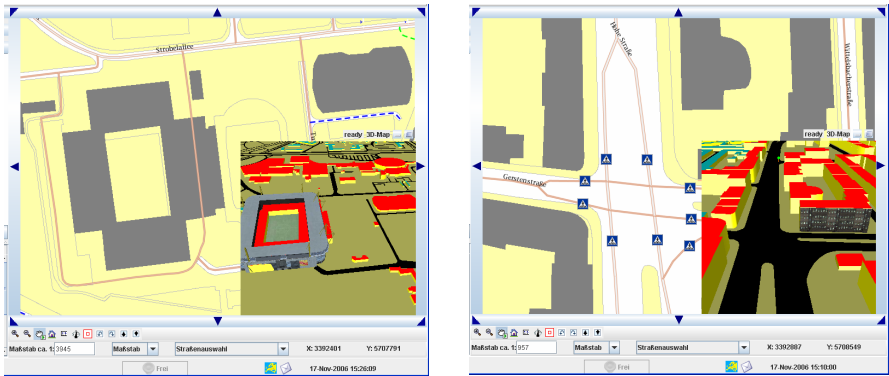 Strobelallee
ready 3D-Map
Maßstab ca. 1: 3945
Maßstab
Straßenauswahl
X: 3392401
Y: 5707791
Frei
17-Nov-2006 15:26:09
Hohe Straße
Wittelsbacherstraße
ready 3D-Map
Gerstenstraße
Maßstab ca. 1: 957
Maßstab
Straßenauswahl
X: 3392887
Y: 5708549
Frei
17-Nov-2006 15:18:00